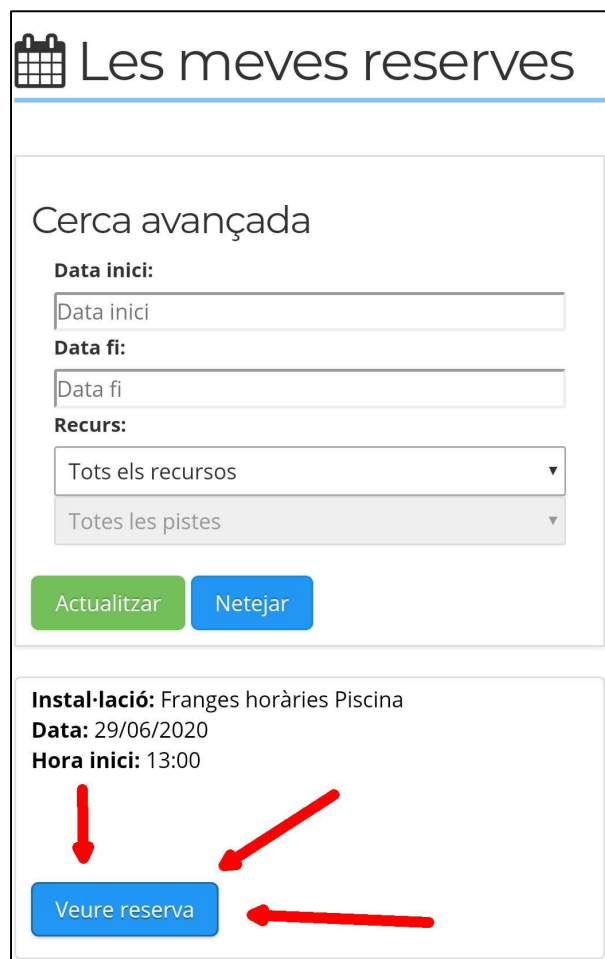 Les meves reserves
Cerca avançada
Data inici:
Data inici
Data fi:
Data fi
Recurs:
Tots els recursos
Totes les pistes
Actualitzar Netejar
Instal·lació: Franges horàries Piscina
Data: 29/06/2020
Hora inici: 13:00
Veure reserva